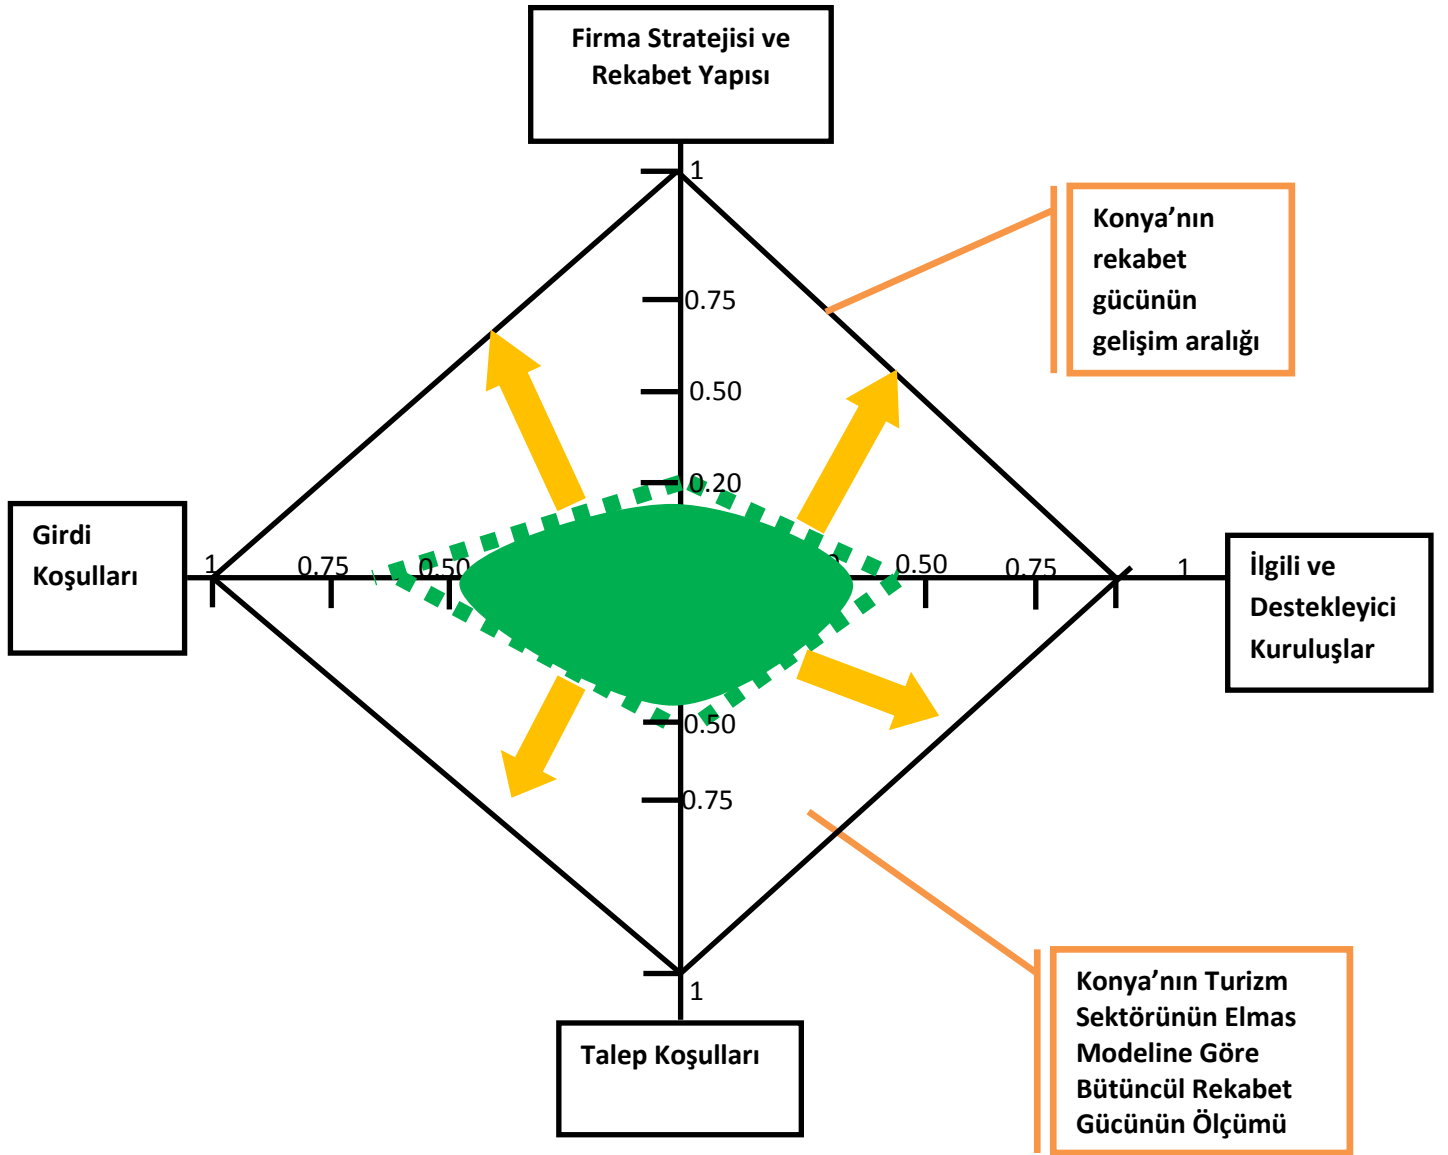 Firma Stratejisi ve
Rekabet Yapısı
1
Konya’nın
rekabet
gücünün
gelişim aralığı
0.75
0.50
0.20
Girdi
Koşulları
1
0.75
0.50
0.50
0.75
1
İlgili ve
Destekleyici
Kuruluşlar
0.50
0.75
1
Talep Koşulları
Konya’nın Turizm
Sektörünün Elmas
Modeline Göre
Bütüncül Rekabet
Gücünün Ölçümü